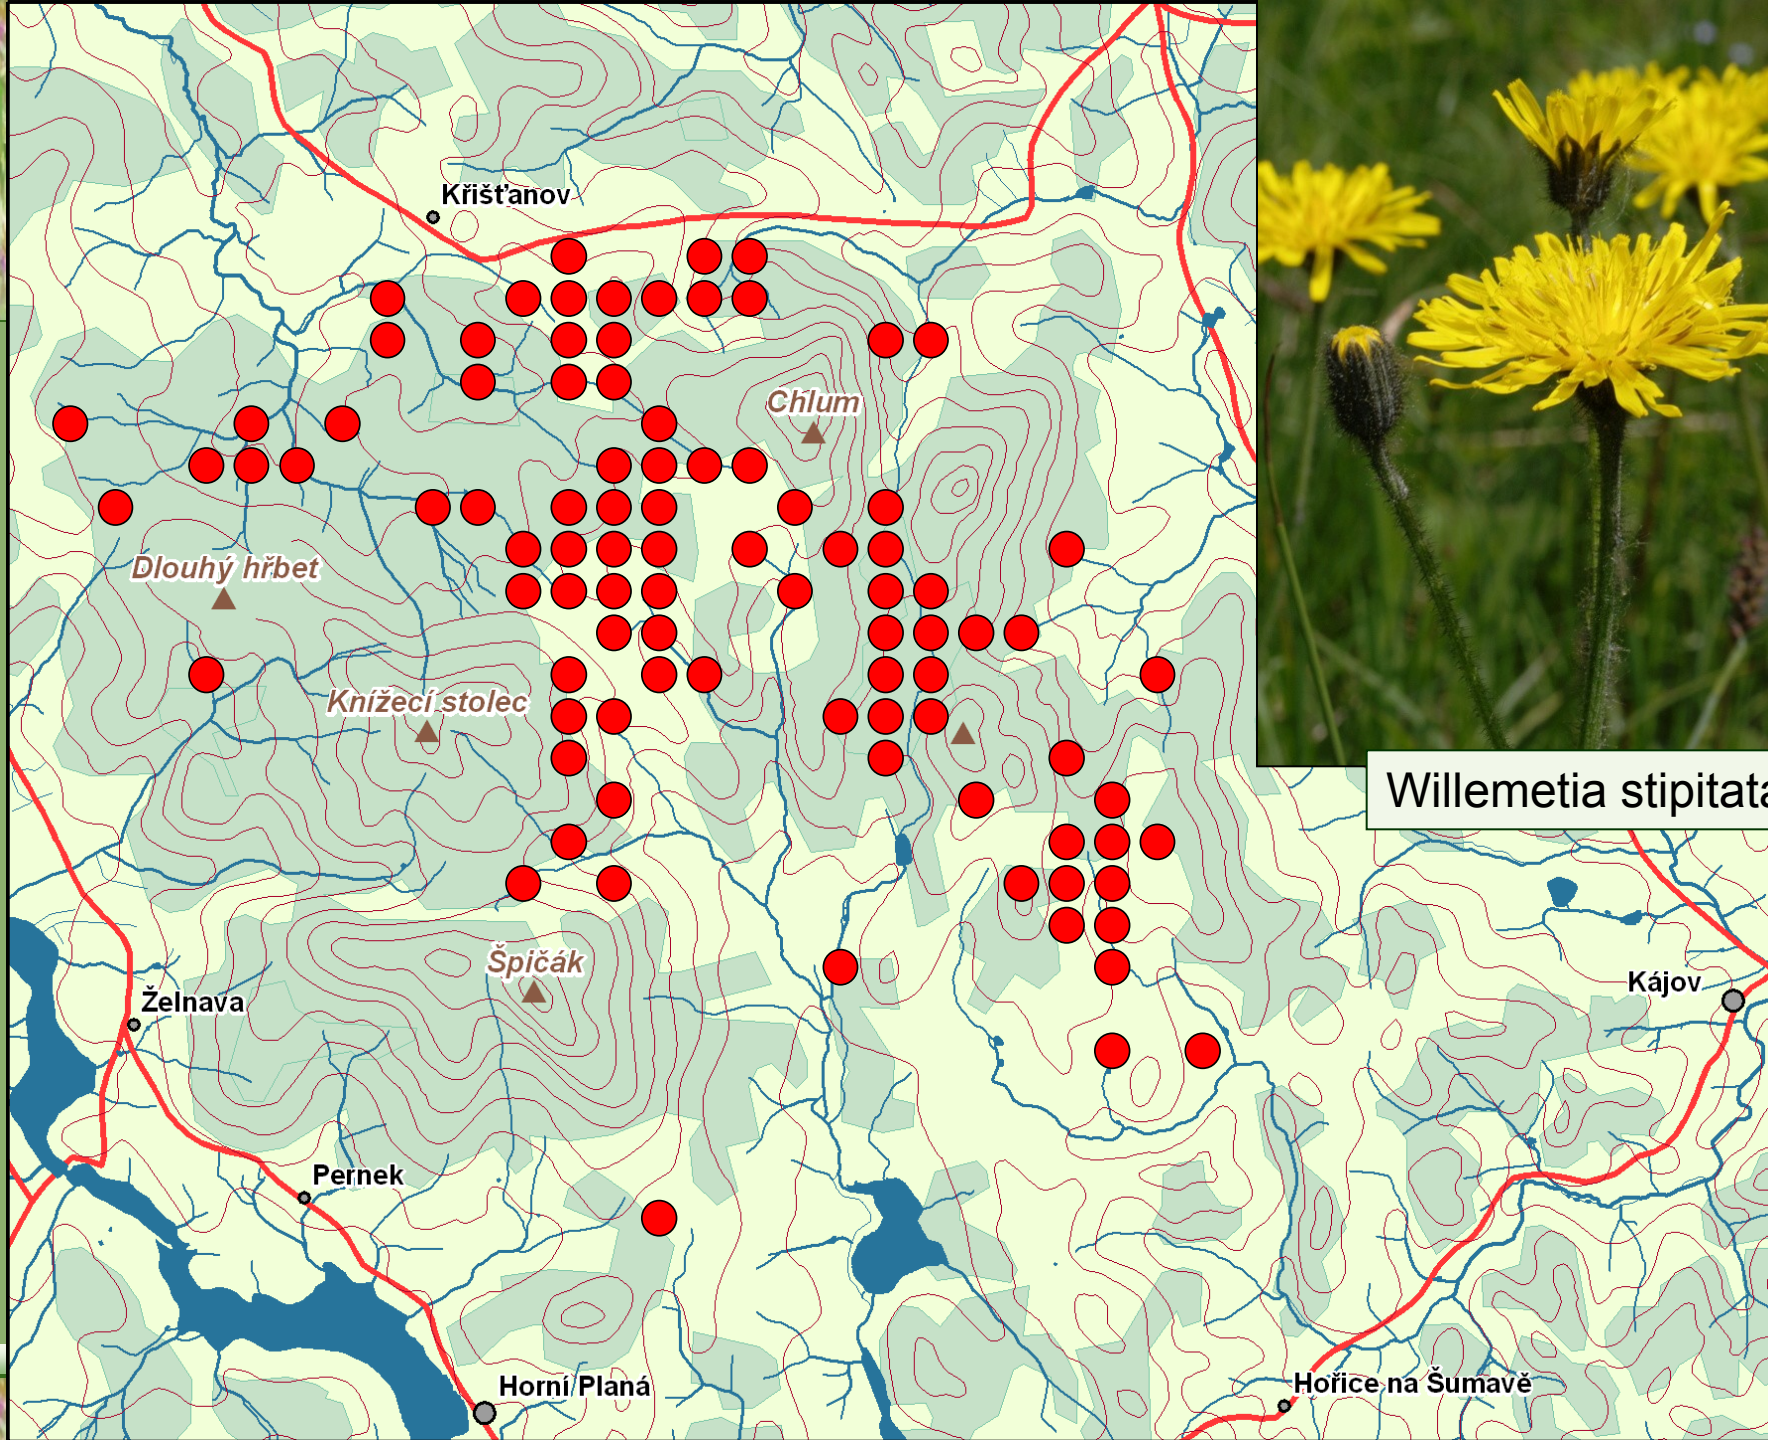 Křišťanov
Chlum
Dlouhý hřbet
Knížecí stolec
Willemetia stipitata
Špičák
Želnava
Kájov
Pernek
Horní Planá
Hořice na Šumavě